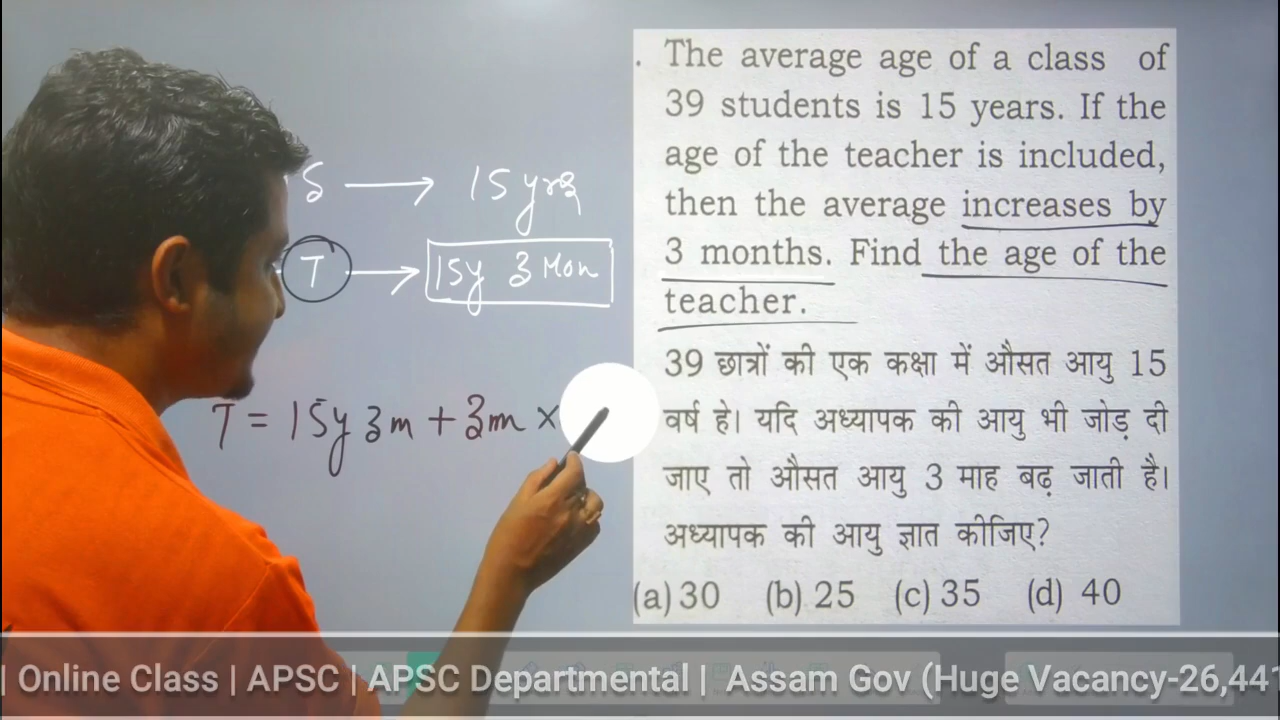 S → 15 yrs
T → 15y 3 Mon
T = 15y 3m + 3m ×
. The average age of a class of
39 students is 15 years. If the
age of the teacher is included,
then the average increases by
3 months. Find the age of the
teacher.
39 छात्रों की एक कक्षा में औसत आयु 15
वर्ष हे। यदि अध्यापक की आयु भी जोड़ दी
जाए तो औसत आयु 3 माह बढ़ जाती है।
अध्यापक की आयु ज्ञात कीजिए?
(a) 30 (b) 25 (c) 35 (d) 40
| Online Class | APSC | APSC Departmental | Assam Gov (Huge Vacancy-26,441